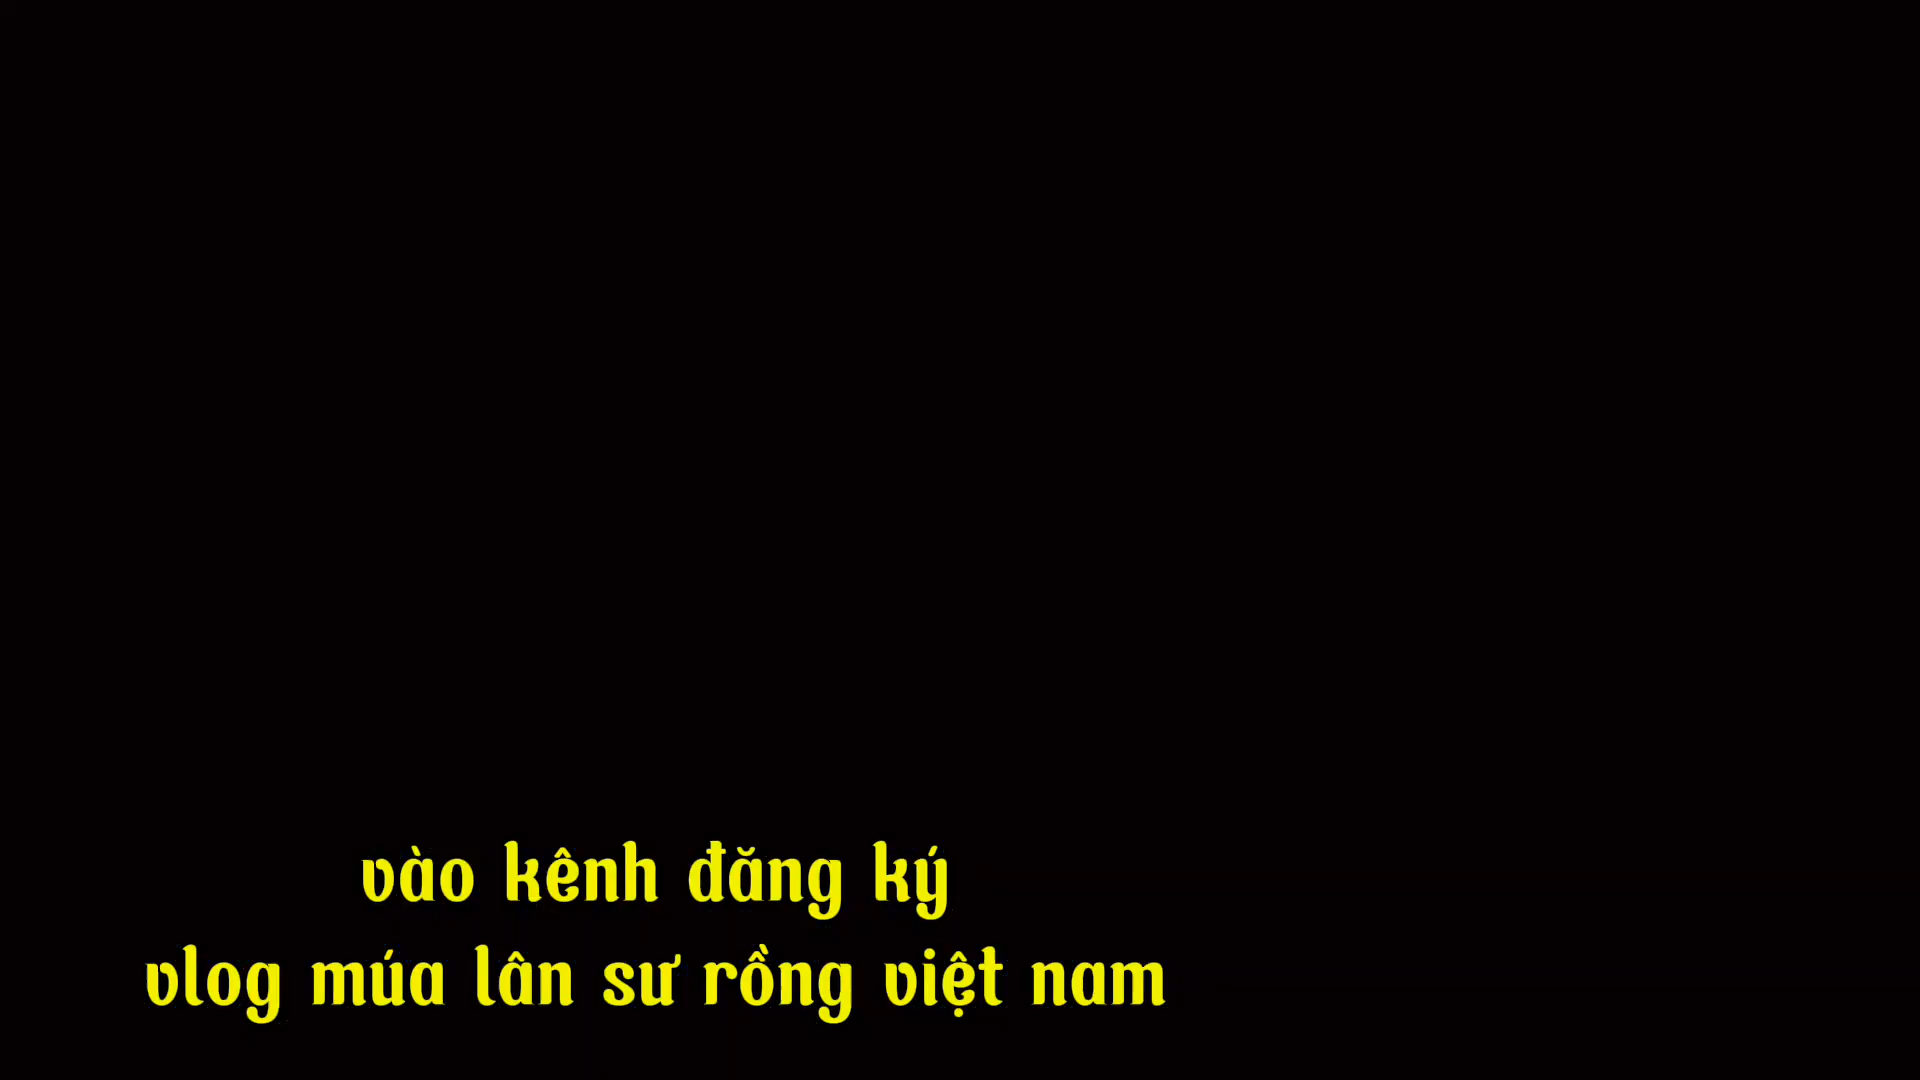 vào kênh đăng ký
vlog múa lân sư rồng việt nam